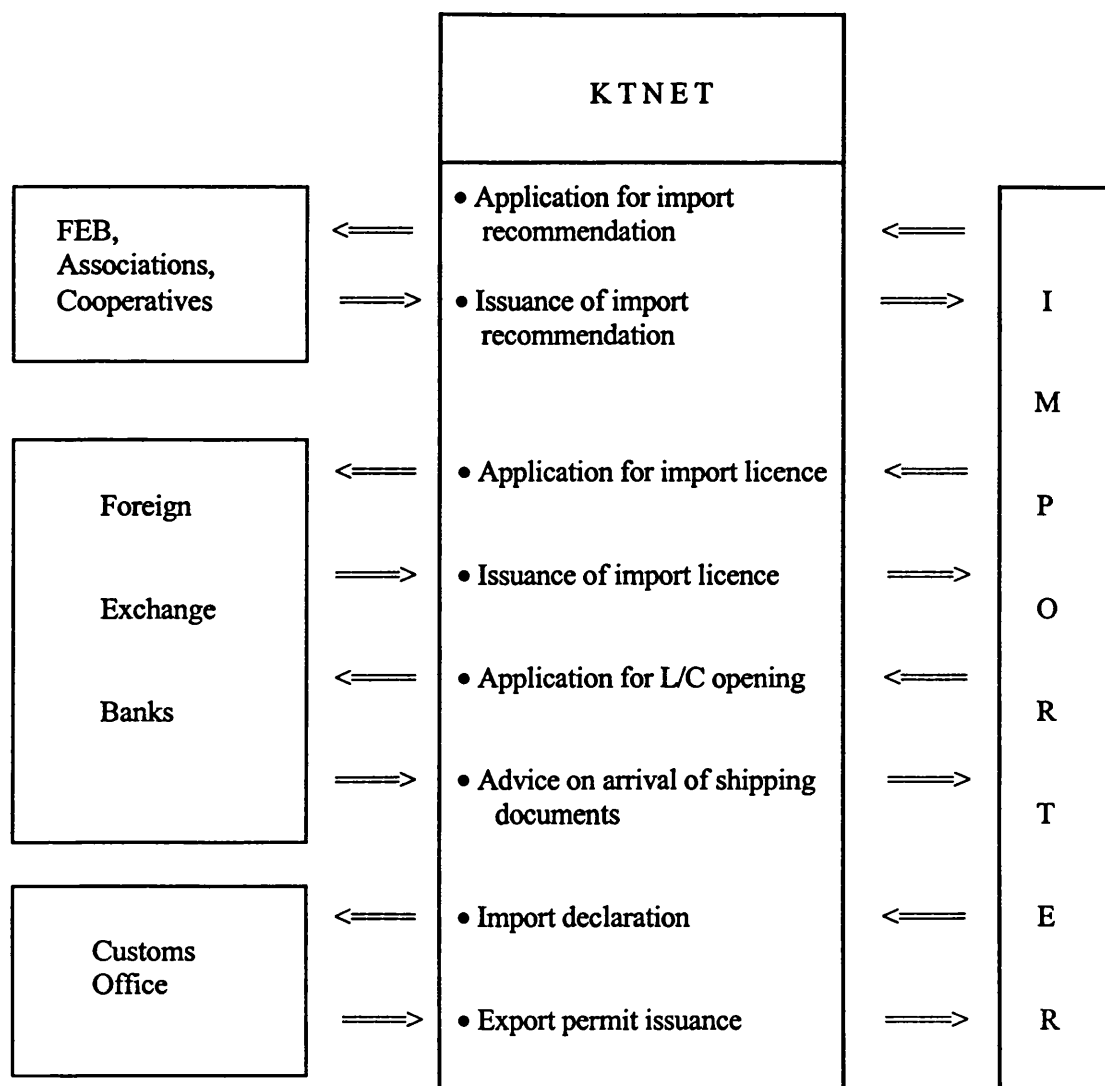 KTNET
FEB,
Associations,
Cooperatives
• Application for import
recommendation
• Issuance of import
recommendation
Foreign
Exchange
Banks
• Application for import licence
• Issuance of import licence
• Application for L/C opening
• Advice on arrival of shipping
documents
Customs
Office
• Import declaration
• Export permit issuance
I
M
P
O
R
T
E
R